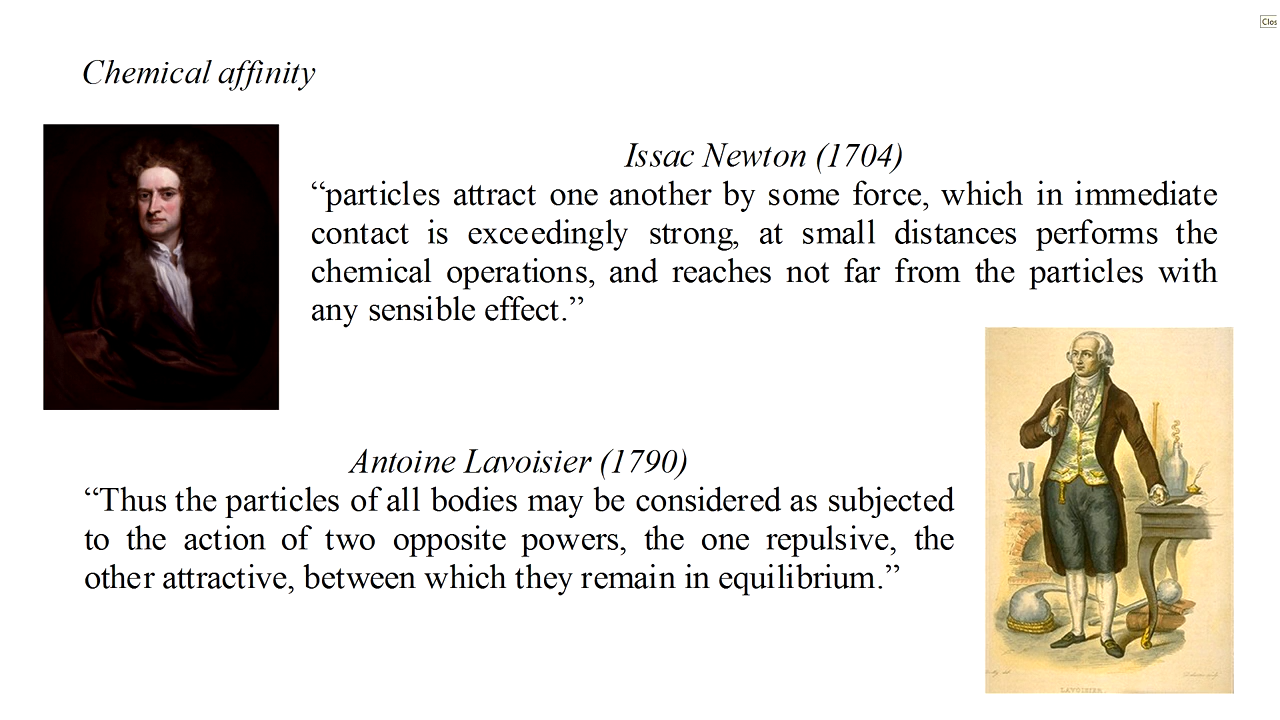 Clos
Chemical affinity
Issac Newton (1704)
“particles attract one another by some force, which in immediate
contact is exceedingly strong, at small distances performs the
chemical operations, and reaches not far from the particles with
any sensible effect.”
Antoine Lavoisier (1790)
“Thus the particles of all bodies may be considered as subjected
to the action of two opposite powers, the one repulsive, the
other attractive, between which they remain in equilibrium.”
LAVOISIER